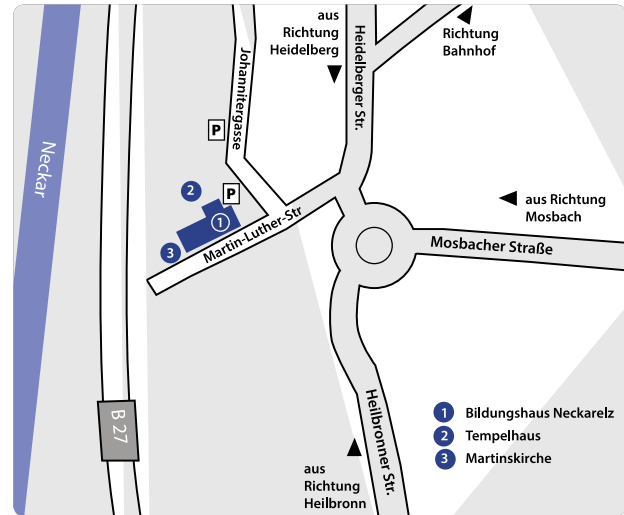 aus
Richtung
Heidelberg
Heidelberger Str.
Richtung
Bahnhof
Johannitergasse
P
Neckar
2
P
1
aus Richtung
Mosbach
3
Martin-Luther-Str
Mosbacher Straße
B 27
Heilbronner Str.
1 Bildungshaus Neckarelz
2 Tempelhaus
3 Martinskirche
aus
Richtung
Heilbronn